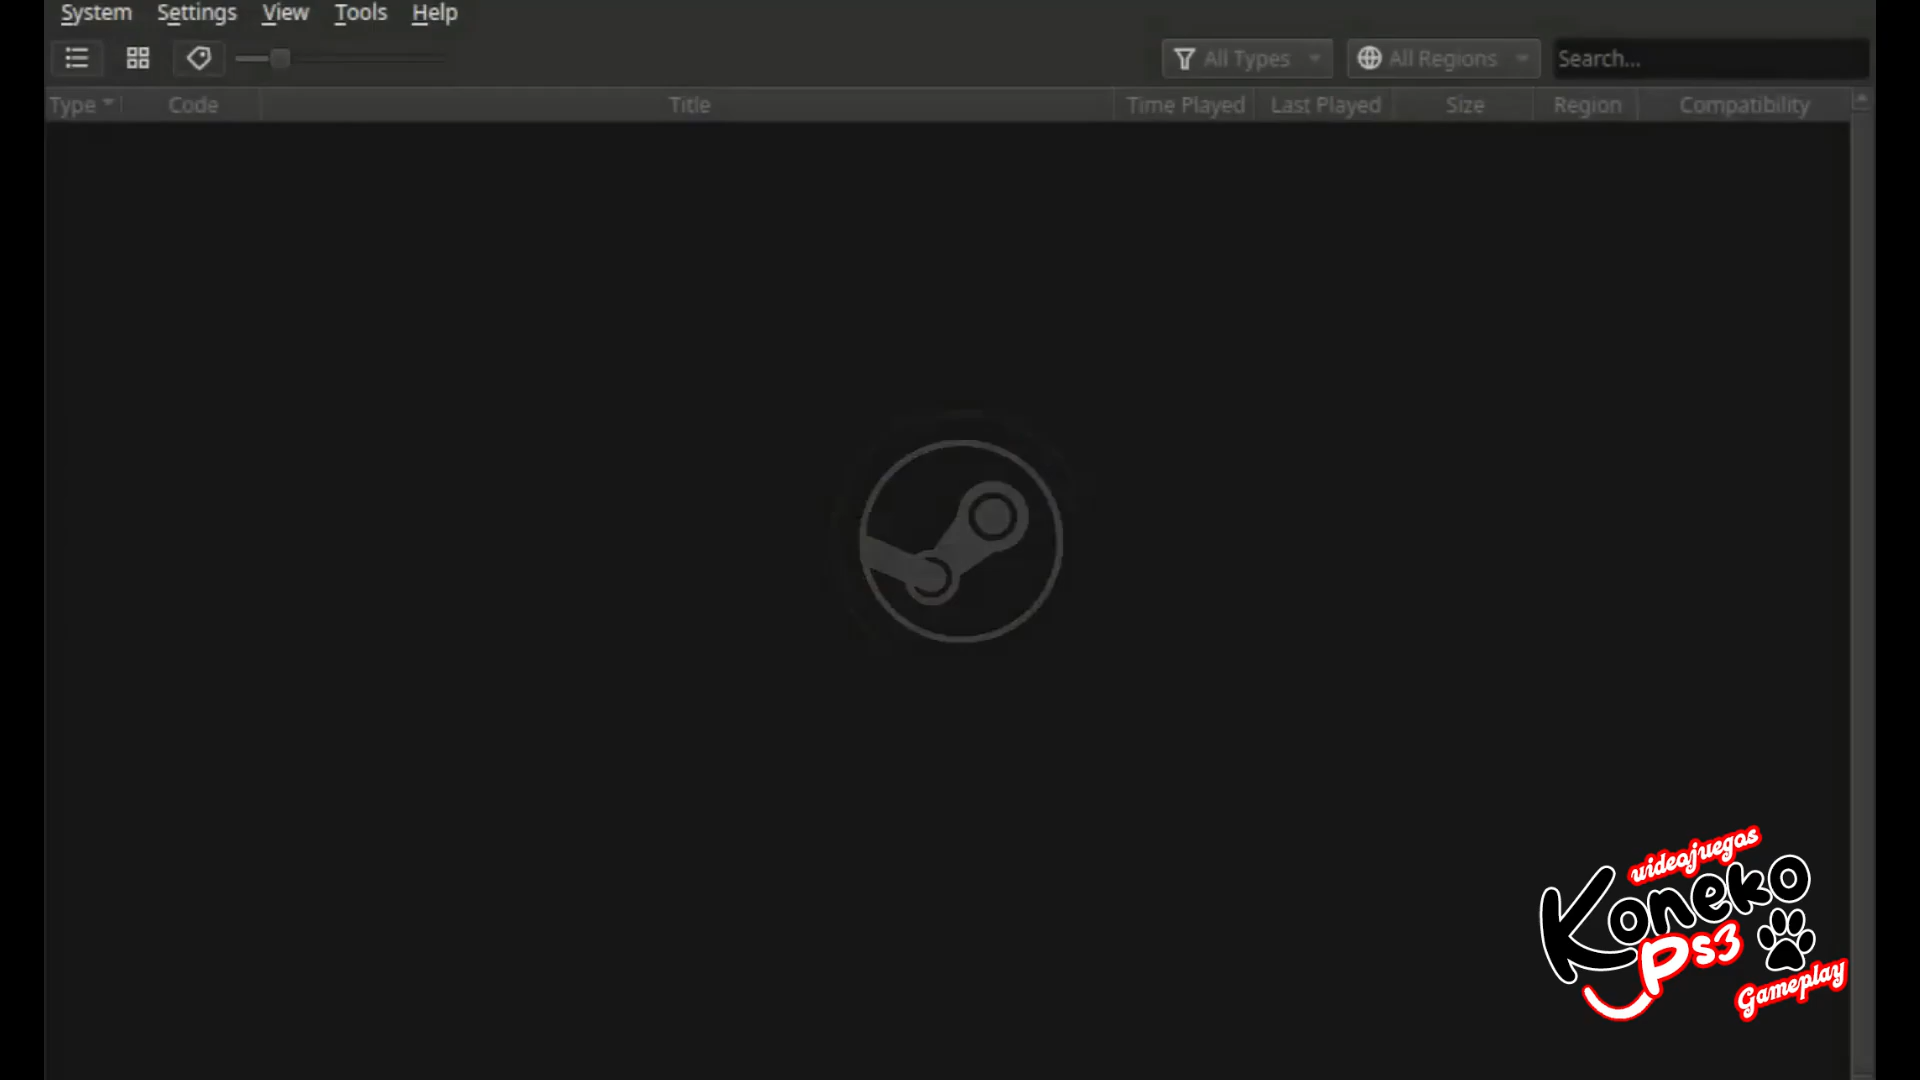 System Settings View Tools Help
All Types All Regions Search...
Type Code Title Time Played Last Played Size Region Compatibility
videojuegos
Koneko
Ps3
Gameplay